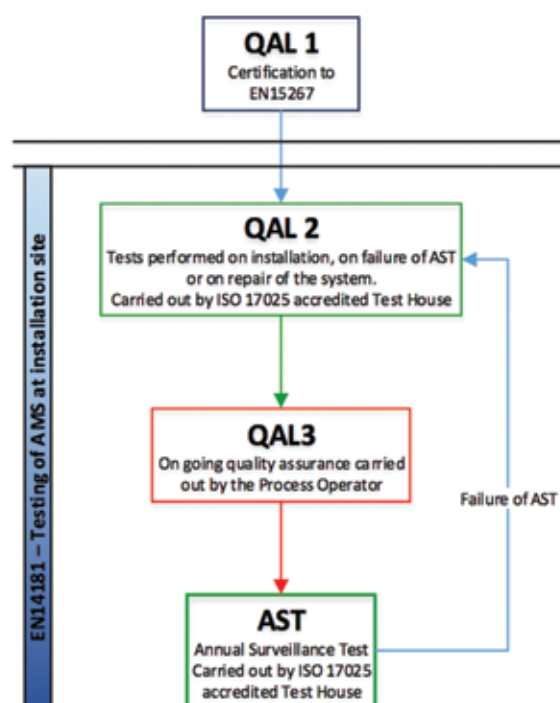 QAL 1
Certification to
EN15267
EN14181 – Testing of AMS at installation site
QAL 2
Tests performed on installation, on failure of AST
or on repair of the system.
Carried out by ISO 17025 accredited Test House
QAL3
On going quality assurance carried
out by the Process Operator
Failure of AST
AST
Annual Surveillance Test
Carried out by ISO 17025
accredited Test House